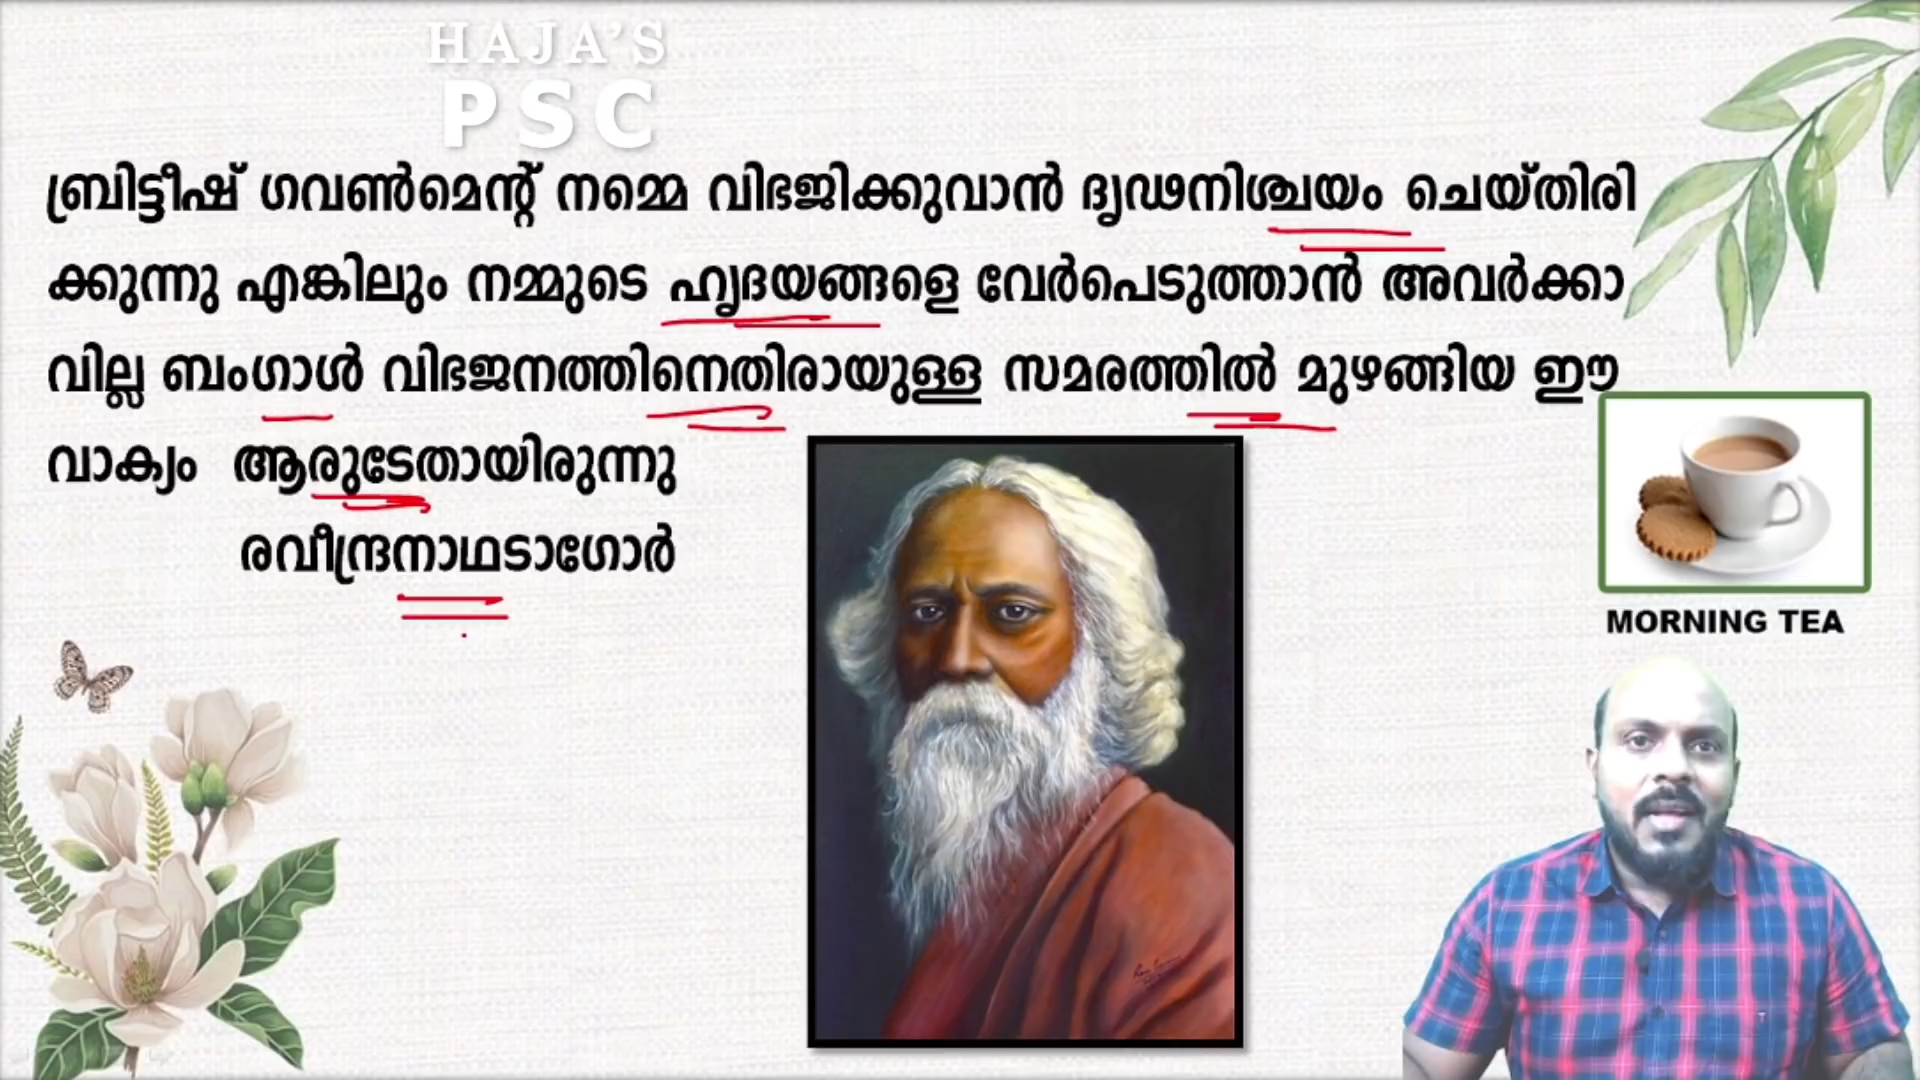 HAJA'S
PSC
ബ്രിട്ടീഷ് ഗവൺമെന്റ് നമ്മെ വിഭജിക്കുവാൻ ദൃഢനിശ്ചയം ചെയ്തിരി
ക്കുന്നു എങ്കിലും നമ്മുടെ ഹൃദയങ്ങളെ വേർപെടുത്താൻ അവർക്കാ
വില്ല ബംഗാൾ വിഭജനത്തിനെതിരായുള്ള സമരത്തിൽ മുഴങ്ങിയ ഈ
വാക്യം ആരുടേതായിരുന്നു
രവീന്ദ്രനാഥടാഗോർ
MORNING TEA